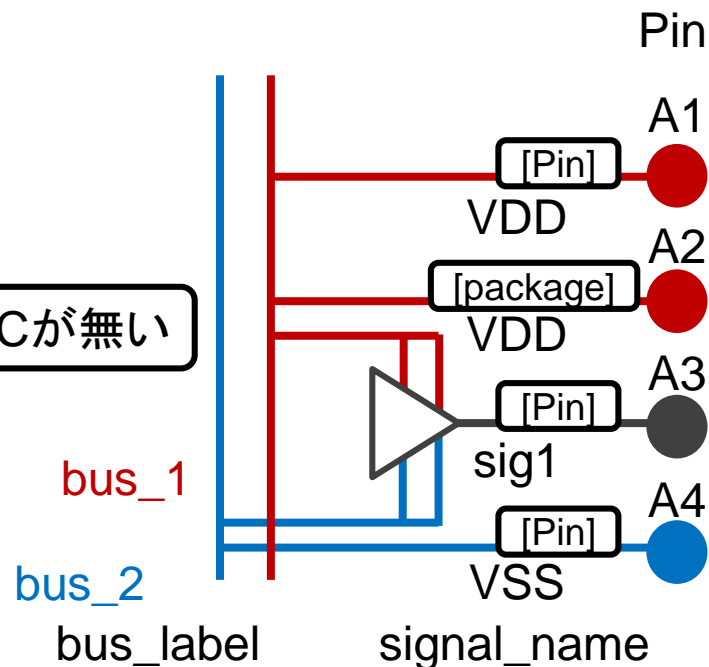 Pin
A1
[Pin]
VDD
A2
[package]
VDD
Cが無い
A3
[Pin]
sig1
bus_1
A4
[Pin]
VSS
bus_2
bus_label signal_name